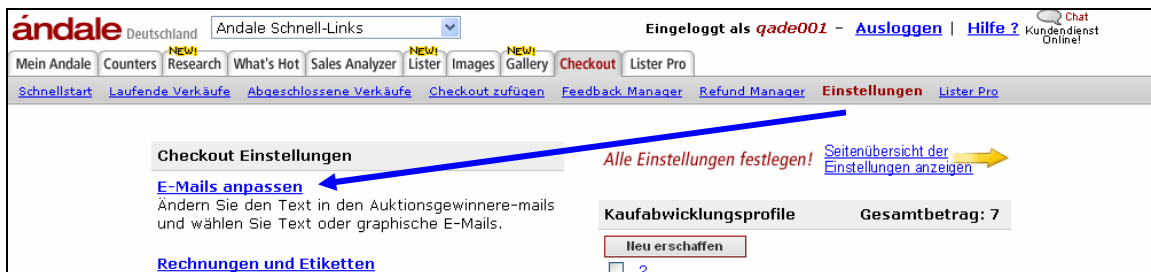 ándale Deutschland Andale Schnell-Links Eingeloggt als qade001 - Ausloggen | Hilfe ? Chat Kundendienst Online!
NEW! NEW! NEW!
Mein Andale Counters Research What's Hot Sales Analyzer Lister Images Gallery Checkout Lister Pro
Schnellstart Laufende Verkäufe Abgeschlossene Verkäufe Checkout zufügen Feedback Manager Refund Manager Einstellungen Lister Pro
Checkout Einstellungen
E-Mails anpassen
Ändern Sie den Text in den Auktionsgewinnere-mails
und wählen Sie Text oder graphische E-Mails.
Rechnungen und Etiketten
Alle Einstellungen festlegen!
Seitenübersicht der
Einstellungen anzeigen
Kaufabwicklungsprofile Gesamtbetrag: 7
Neu erschaffen
2